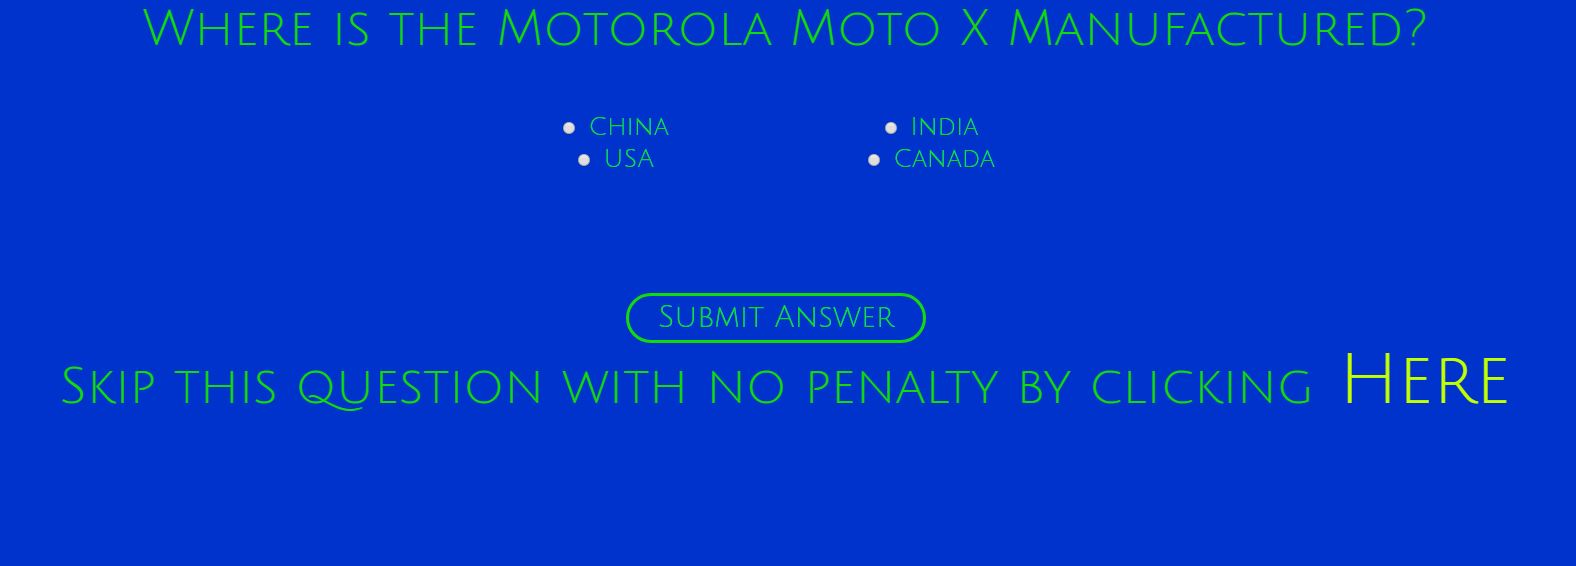 Where is the Motorola Moto X Manufactured?
China
India
USA
Canada
Submit Answer
Skip this question with no penalty by clicking Here